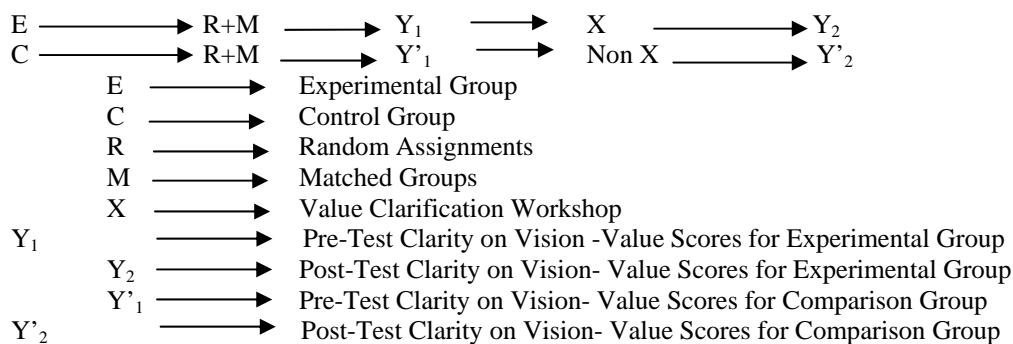 E → R+M → Y₁ → X → Y₂
C → R+M → Y’₁ → Non X → Y’₂
E → Experimental Group
C → Control Group
R → Random Assignments
M → Matched Groups
X → Value Clarification Workshop
Y₁ → Pre-Test Clarity on Vision -Value Scores for Experimental Group
Y₂ → Post-Test Clarity on Vision- Value Scores for Experimental Group
Y’₁ → Pre-Test Clarity on Vision- Value Scores for Comparison Group
Y’₂ → Post-Test Clarity on Vision- Value Scores for Comparison Group